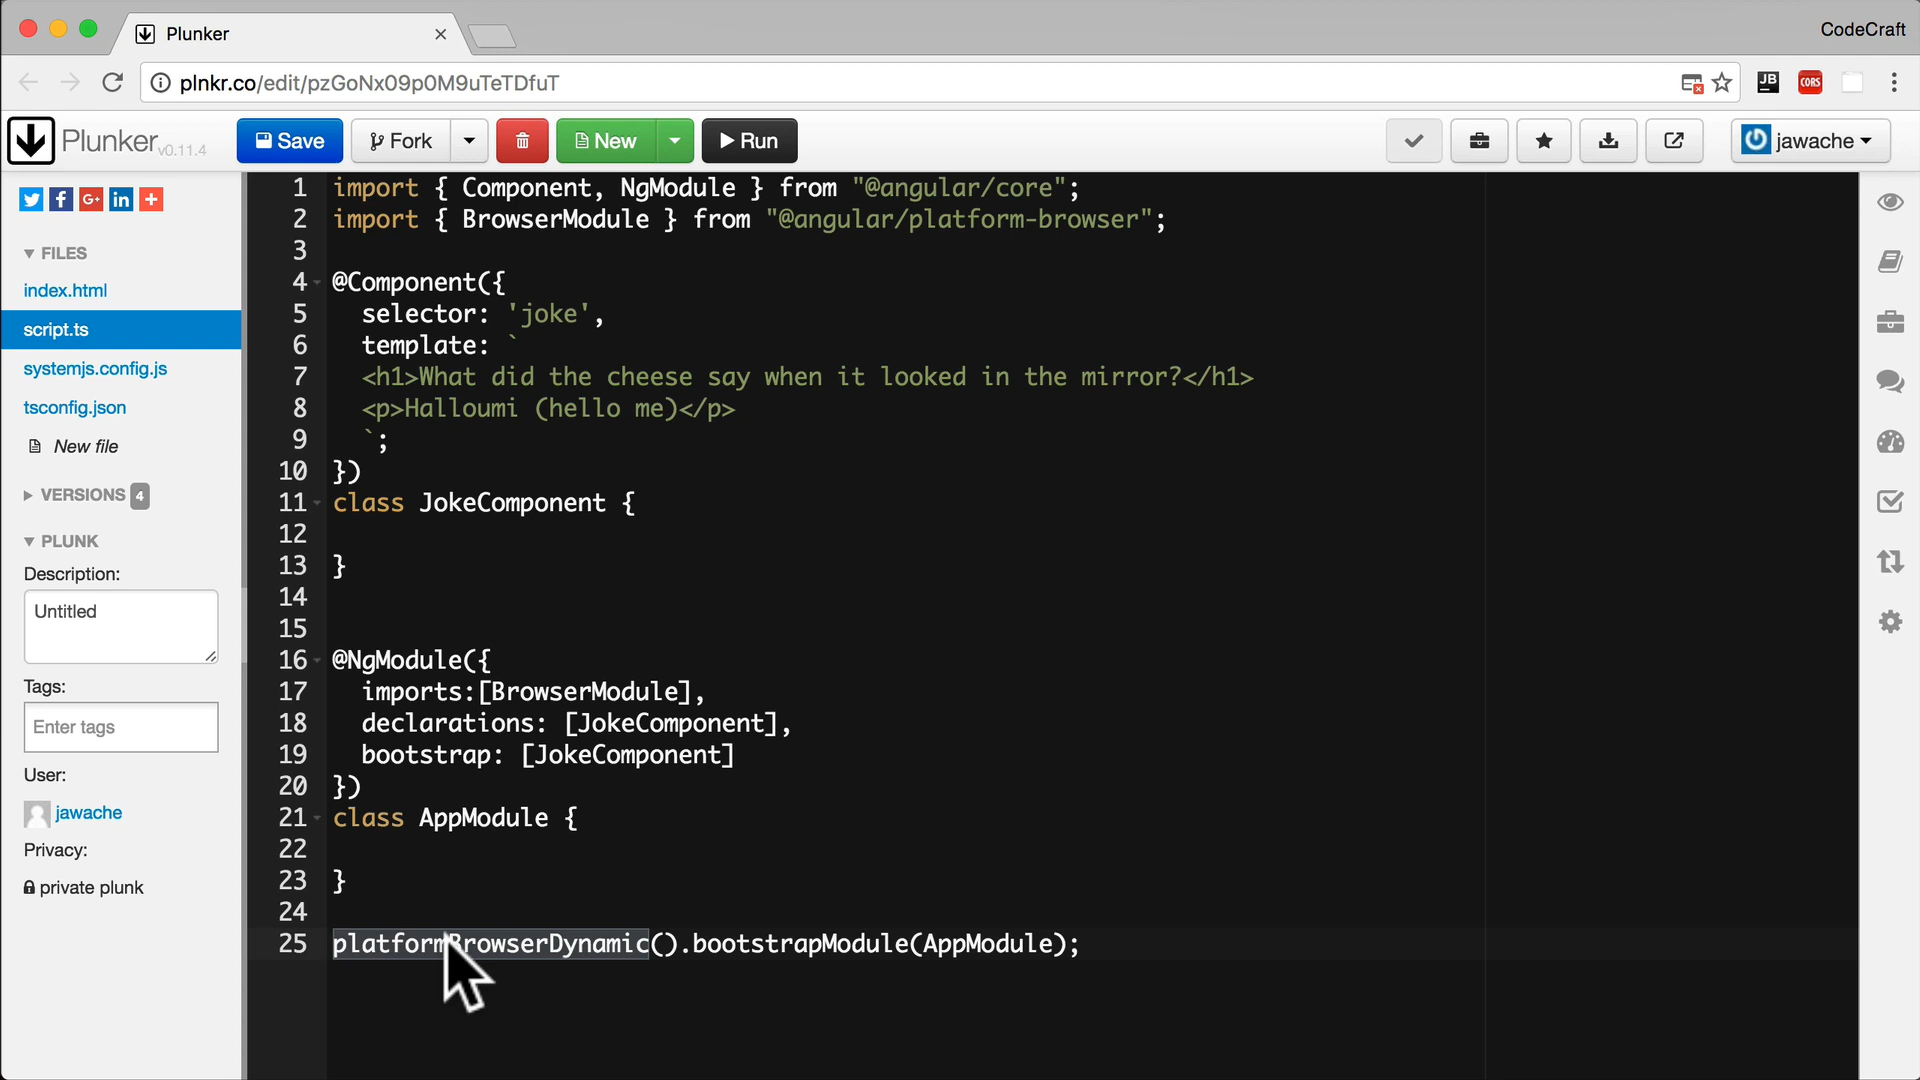 Plunker
CodeCraft
plnkr.co/edit/pzGoNx09p0M9uTeTDfuT
JB
CORS
Plunker v0.11.4
Save
Fork
New
Run
jawache
FILES
index.html
script.ts
systemjs.config.js
tsconfig.json
New file
VERSIONS 4
PLUNK
Description:
Untitled
Tags:
Enter tags
User:
jawache
Privacy:
private plunk
1 import { Component, NgModule } from "@angular/core";
2 import { BrowserModule } from "@angular/platform-browser";
3
4 @Component({
5 selector: 'joke',
6 template: `
7 <h1>What did the cheese say when it looked in the mirror?</h1>
8 <p>Halloumi (hello me)</p>
9 `;
10 })
11 class JokeComponent {
12
13 }
14
15
16 @NgModule({
17 imports:[BrowserModule],
18 declarations: [JokeComponent],
19 bootstrap: [JokeComponent]
20 })
21 class AppModule {
22
23 }
24
25 platformBrowserDynamic().bootstrapModule(AppModule);